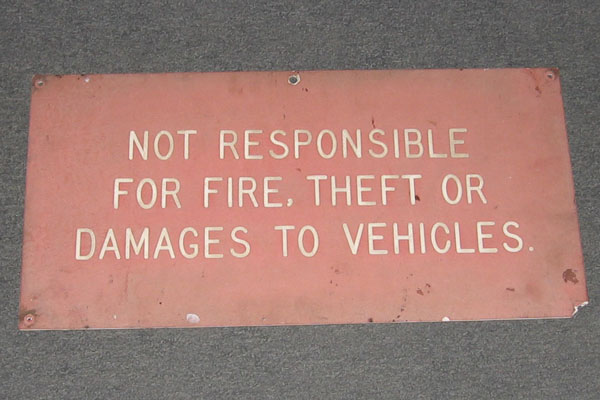 NOT RESPONSIBLE
FOR FIRE, THEFT OR
DAMAGES TO VEHICLES.